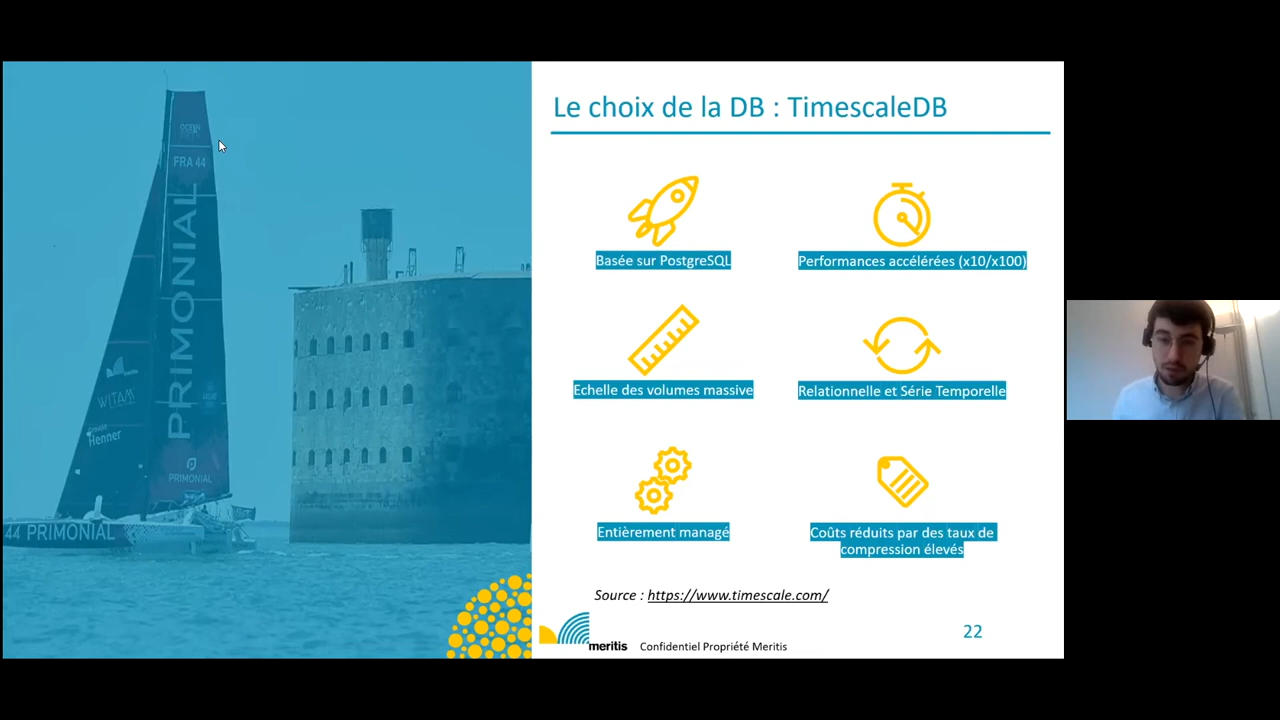 Le choix de la DB : TimescaleDB
FRA 44
PRIMONIAL
WITAM
Groupe
Henner
PRIMONIAL
44 PRIMONIAL
Basée sur PostgreSQL
Performances accélérées (x10/x100)
Echelle des volumes massive
Relationnelle et Série Temporelle
Entièrement managé
Coûts réduits par des taux de
compression élevés
Source : https://www.timescale.com/
meritis
Confidentiel Propriété Meritis
22